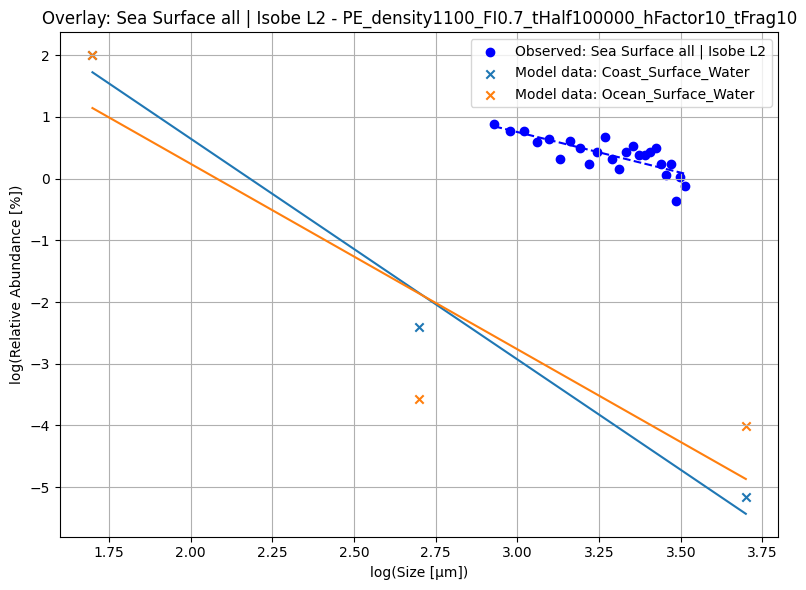 Overlay: Sea Surface all | Isobe L2 - PE_density1100_FI0.7_tHalf100000_hFactor10_tFrag10
Observed: Sea Surface all | Isobe L2
Model data: Coast_Surface_Water
Model data: Ocean_Surface_Water
log(Relative Abundance [%])
2
1
0
−1
−2
−3
−4
−5
1.75 2.00 2.25 2.50 2.75 3.00 3.25 3.50 3.75
log(Size [µm])